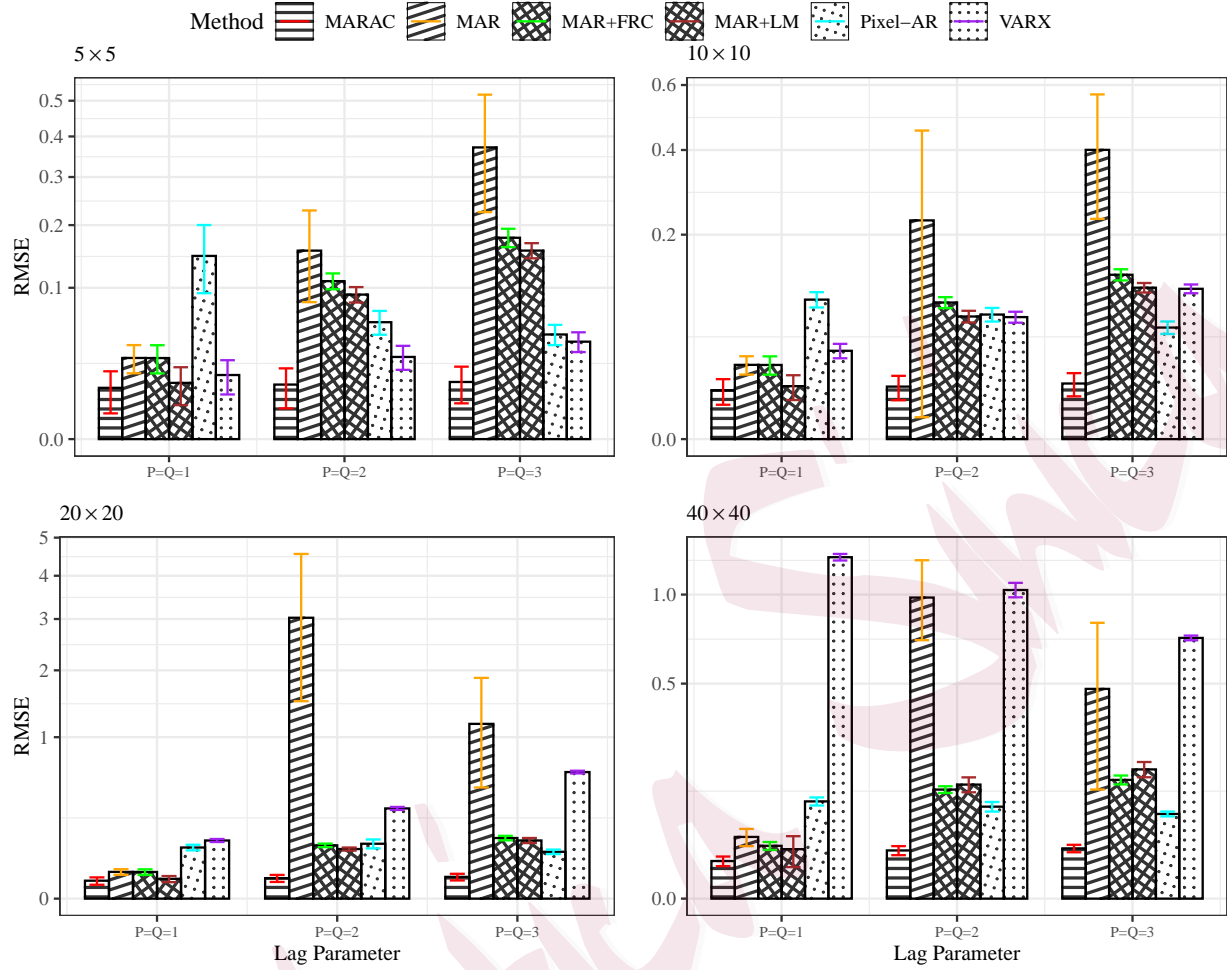 Method MARAC MAR MAR+FRC MAR+LM Pixel−AR VARX
5 × 5
RMSE
0.5
0.4
0.3
0.2
0.1
0.0
P=Q=1 P=Q=2 P=Q=3
10 × 10
0.6
0.4
0.2
0.0
P=Q=1 P=Q=2 P=Q=3
20 × 20
RMSE
5
4
3
2
1
0
P=Q=1 P=Q=2 P=Q=3
Lag Parameter
40 × 40
1.0
0.5
0.0
P=Q=1 P=Q=2 P=Q=3
Lag Parameter